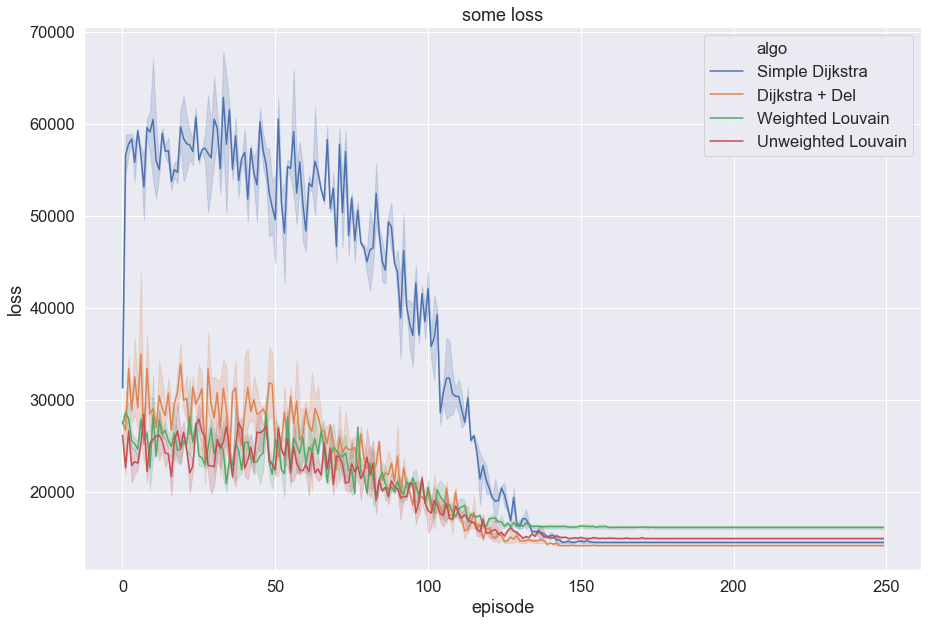 some loss
algo
Simple Dijkstra
Dijkstra + Del
Weighted Louvain
Unweighted Louvain
loss
70000
60000
50000
40000
30000
20000
0 50 100 150 200 250
episode